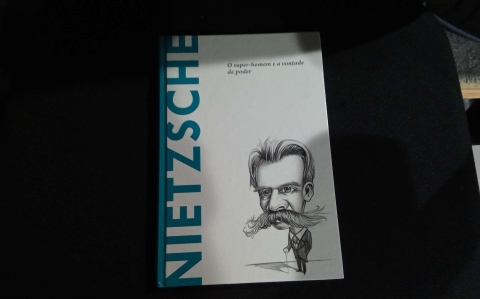 NIETZSCHE
O super-homem e a vontade
de poder